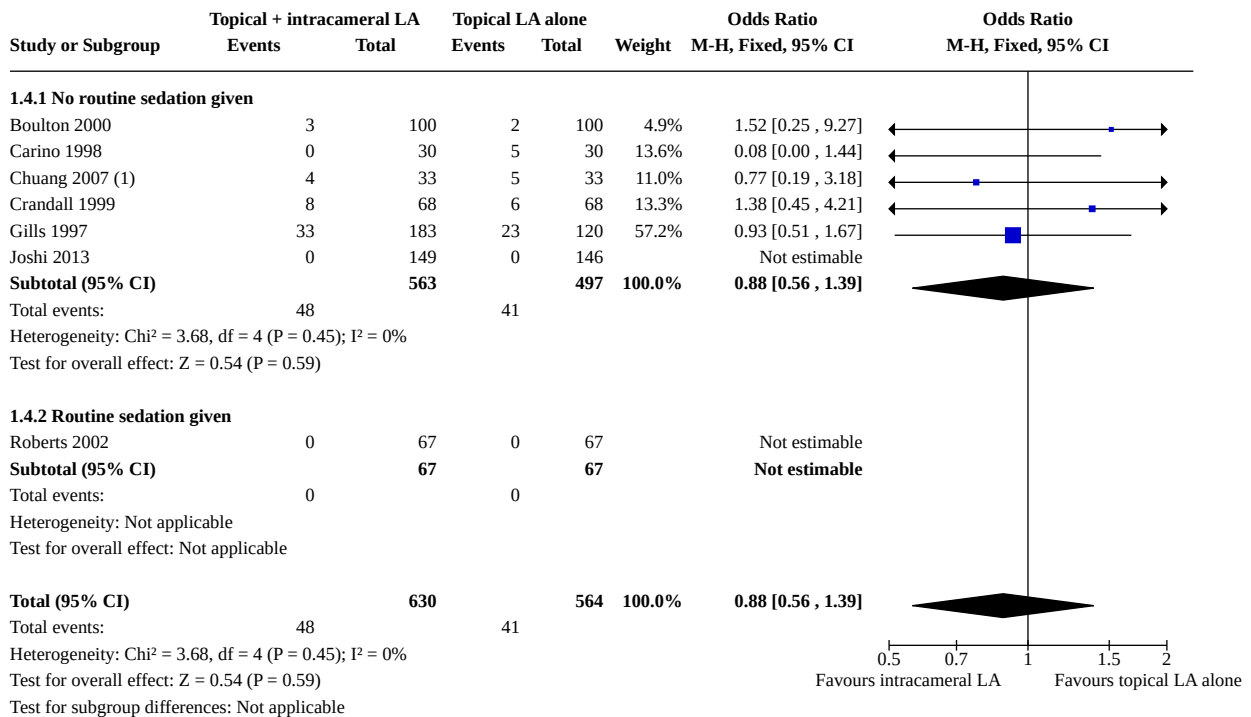 Topical + intracameral LA Topical LA alone Odds Ratio Odds Ratio
Study or Subgroup Events Total Events Total Weight M-H, Fixed, 95% CI M-H, Fixed, 95% CI
1.4.1 No routine sedation given
Boulton 2000 3 100 2 100 4.9% 1.52 [0.25 , 9.27]
Carino 1998 0 30 5 30 13.6% 0.08 [0.00 , 1.44]
Chuang 2007 (1) 4 33 5 33 11.0% 0.77 [0.19 , 3.18]
Crandall 1999 8 68 6 68 13.3% 1.38 [0.45 , 4.21]
Gills 1997 33 183 23 120 57.2% 0.93 [0.51 , 1.67]
Joshi 2013 0 149 0 146 Not estimable
Subtotal (95% CI) 563 497 100.0% 0.88 [0.56 , 1.39]
Total events: 48 41
Heterogeneity: Chi² = 3.68, df = 4 (P = 0.45); I² = 0%
Test for overall effect: Z = 0.54 (P = 0.59)
1.4.2 Routine sedation given
Roberts 2002 0 67 0 67 Not estimable
Subtotal (95% CI) 67 67 Not estimable
Total events: 0 0
Heterogeneity: Not applicable
Test for overall effect: Not applicable
Total (95% CI) 630 564 100.0% 0.88 [0.56 , 1.39]
Total events: 48 41
Heterogeneity: Chi² = 3.68, df = 4 (P = 0.45); I² = 0%
Test for overall effect: Z = 0.54 (P = 0.59)
Test for subgroup differences: Not applicable
0.5 0.7 1 1.5 2
Favours intracameral LA Favours topical LA alone